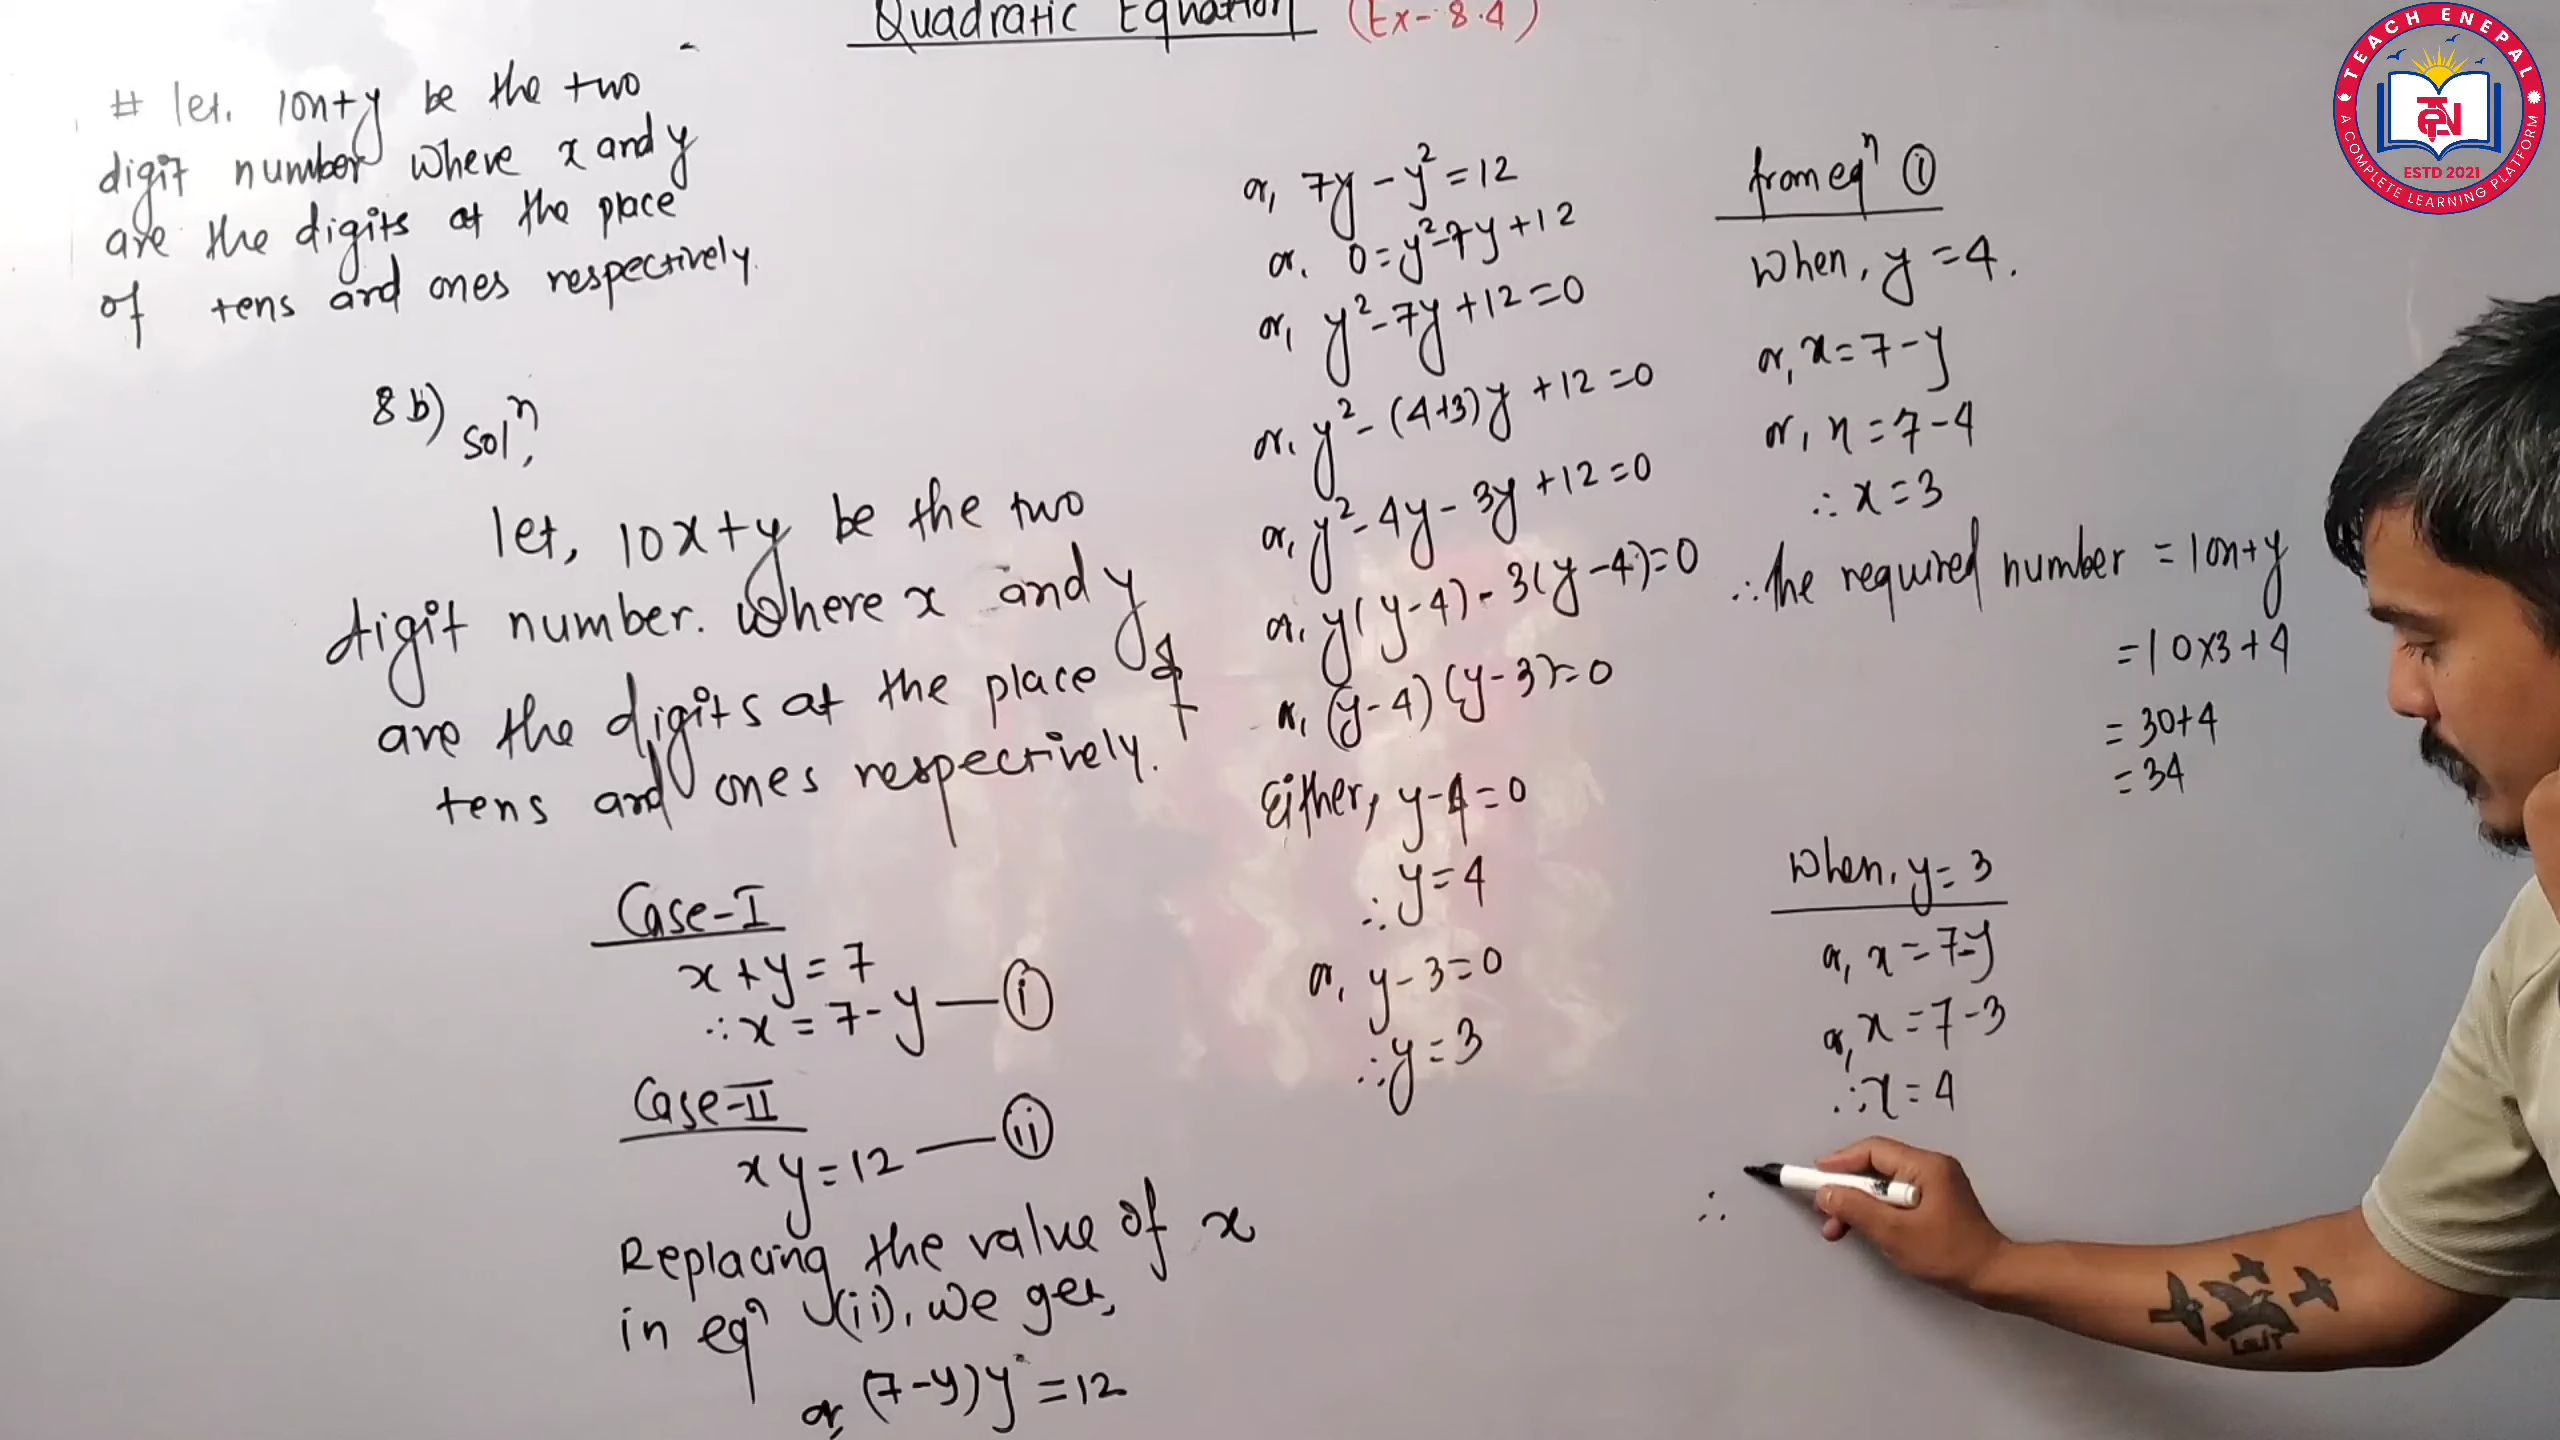 Quadratic Equation (Ex-8.4)
# let. 10x+y be the two
digit number where x and y
are the digits at the place
of tens and ones respectively.
8b) solⁿ,
let, 10x+y be the two
digit number. Where x and y
are the digits at the place of
tens and ones respectively.
Case-I
x+y=7
∴x=7-y—(i)
Case-II
xy=12—(ii)
Replacing the value of x
in eqⁿ (ii), we get,
or, (7-y)y=12
or, 7y-y²=12
or, 0=y²-7y+12
or, y²-7y+12=0
or, y²-(4+3)y+12=0
or, y²-4y-3y+12=0
or, y(y-4)-3(y-4)=0
or, (y-4)(y-3)=0
Either, y-4=0
∴y=4
or, y-3=0
∴y=3
from eqⁿ (i)
When, y=4.
or, x=7-y
or, x=7-4
∴x=3
∴the required number =10x+y
=10×3+4
=30+4
=34
When, y=3
or, x=7-y
or, x=7-3
∴x=4
∴
TEACH ENEPAL
TEN
ESTD 2021
A COMPLETE LEARNING PLATFORM